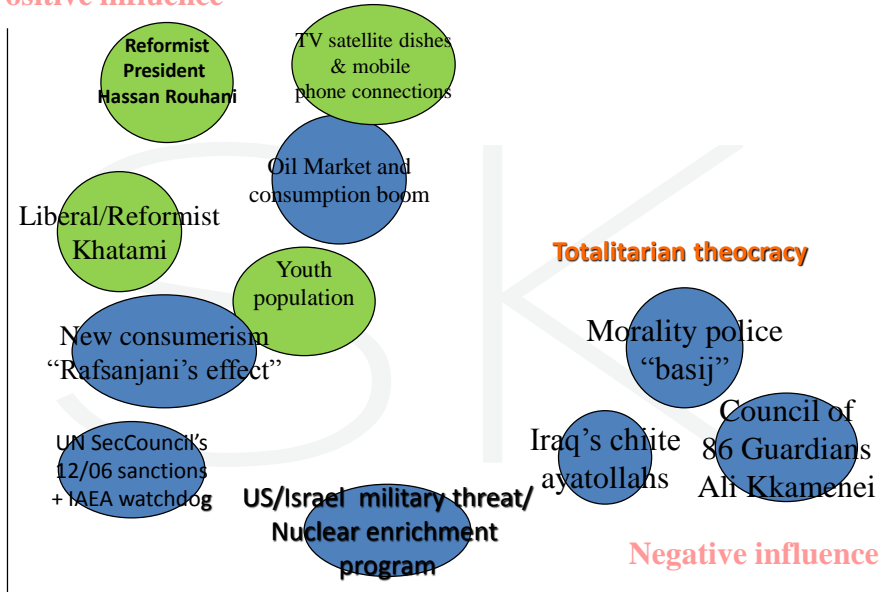 ositive influence
Reformist
President
Hassan Rouhani
TV satellite dishes
& mobile
phone connections
Oil Market and
consumption boom
Liberal/Reformist
Khatami
Youth
population
Totalitarian theocracy
New consumerism
“Rafsanjani’s effect”
Morality police
“basij”
UN SecCouncil’s
12/06 sanctions
+ IAEA watchdog
US/Israel military threat/
Nuclear enrichment
program
Iraq’s chiite
ayatollahs
Council of
86 Guardians
Ali Kkamenei
Negative influence
SK